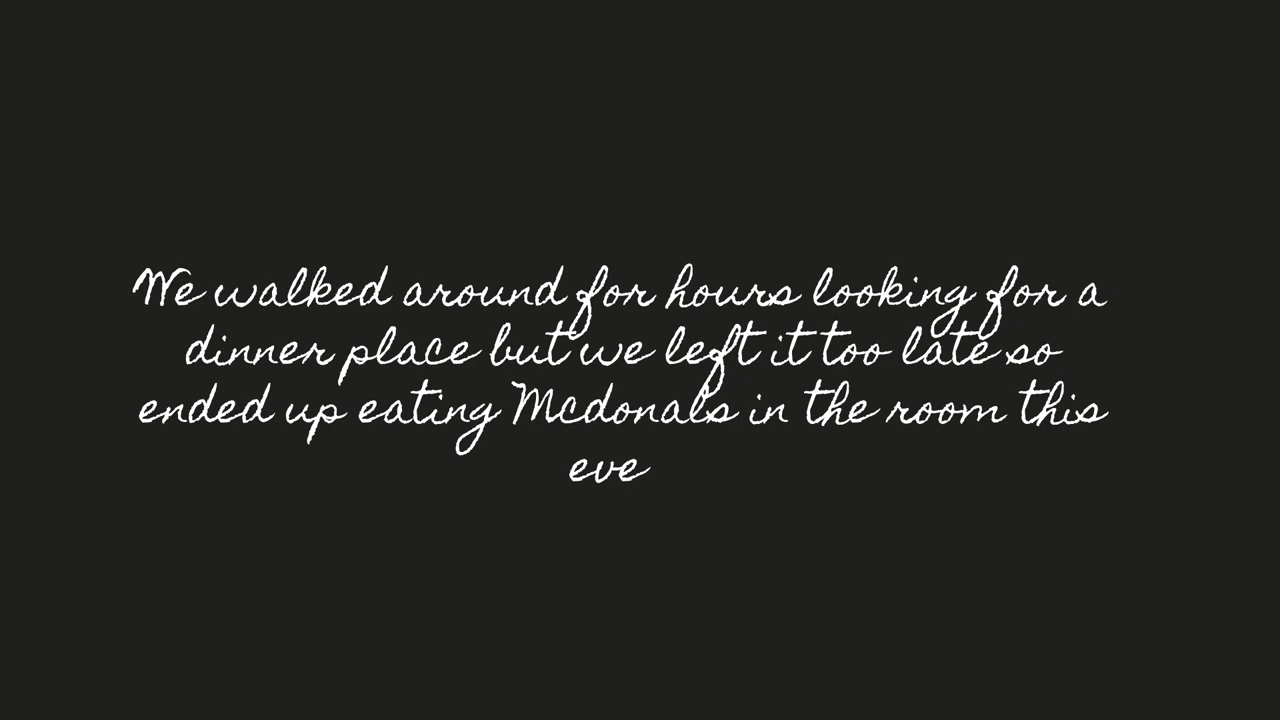 We walked around for hours looking for a
dinner place but we left it too late so
ended up eating Mcdonals in the room this
eve